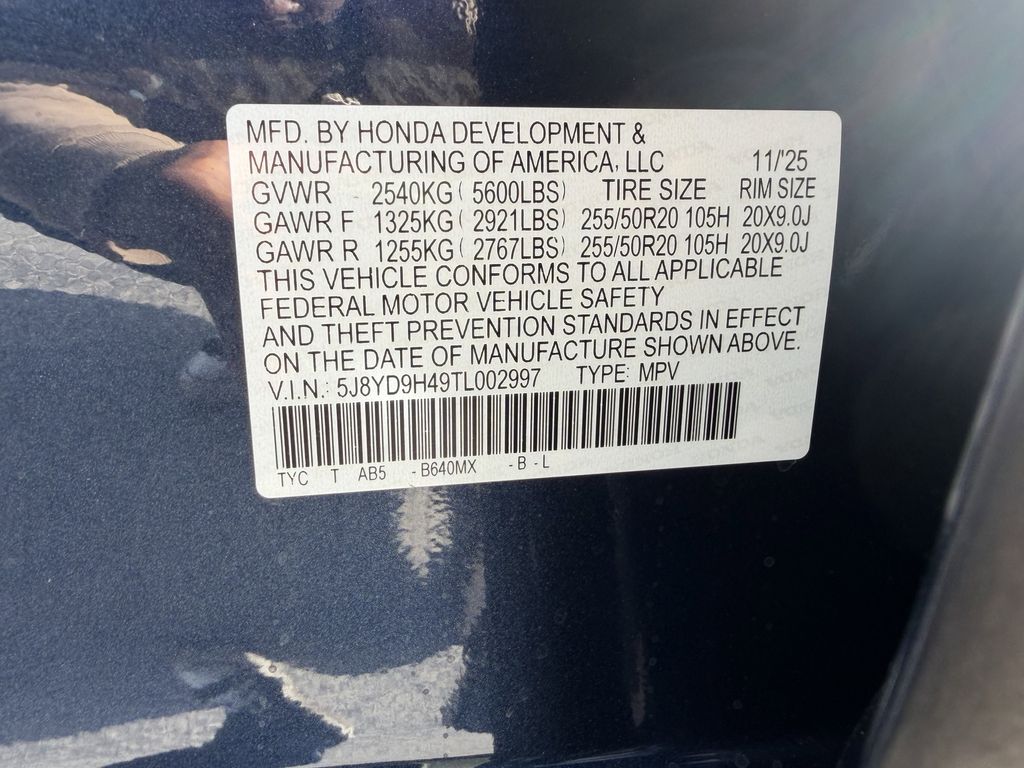 MFD. BY HONDA DEVELOPMENT &
MANUFACTURING OF AMERICA, LLC 11/'25
GVWR 2540KG ( 5600LBS) TIRE SIZE RIM SIZE
GAWR F 1325KG ( 2921LBS) 255/50R20 105H 20X9.0J
GAWR R 1255KG ( 2767LBS) 255/50R20 105H 20X9.0J
THIS VEHICLE CONFORMS TO ALL APPLICABLE
FEDERAL MOTOR VEHICLE SAFETY
AND THEFT PREVENTION STANDARDS IN EFFECT
ON THE DATE OF MANUFACTURE SHOWN ABOVE.
V.I.N.: 5J8YD9H49TL002997 TYPE: MPV
TYC T AB5 -B640MX -B-L